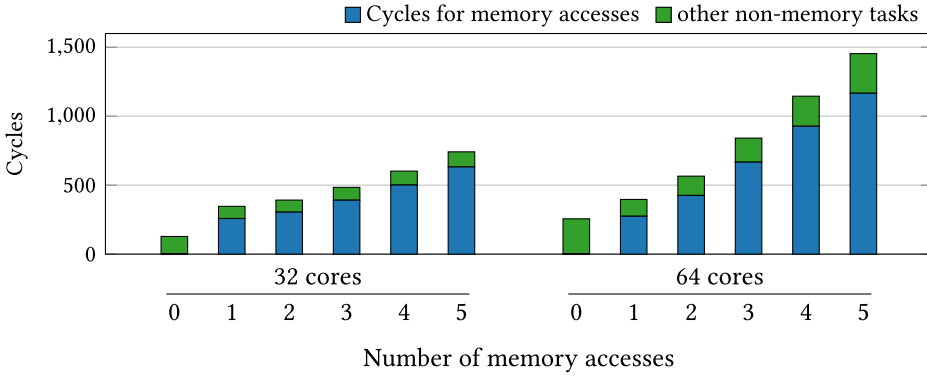 Cycles for memory accesses other non-memory tasks
1,500
1,000
500
0
Cycles
32 cores 64 cores
0 1 2 3 4 5 0 1 2 3 4 5
Number of memory accesses